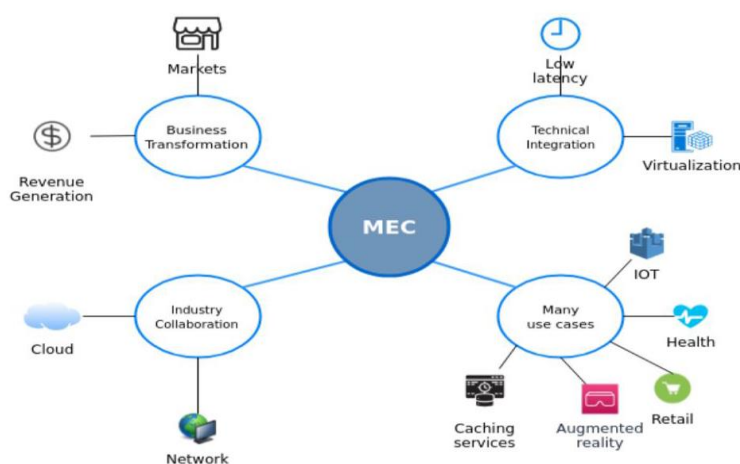 Markets
Low
latency
Business
Transformation
Technical
Integration
Virtualization
$
Revenue
Generation
MEC
IOT
Industry
Collaboration
Many
use cases
Cloud
Health
Retail
Caching
services
Augmented
reality
Network